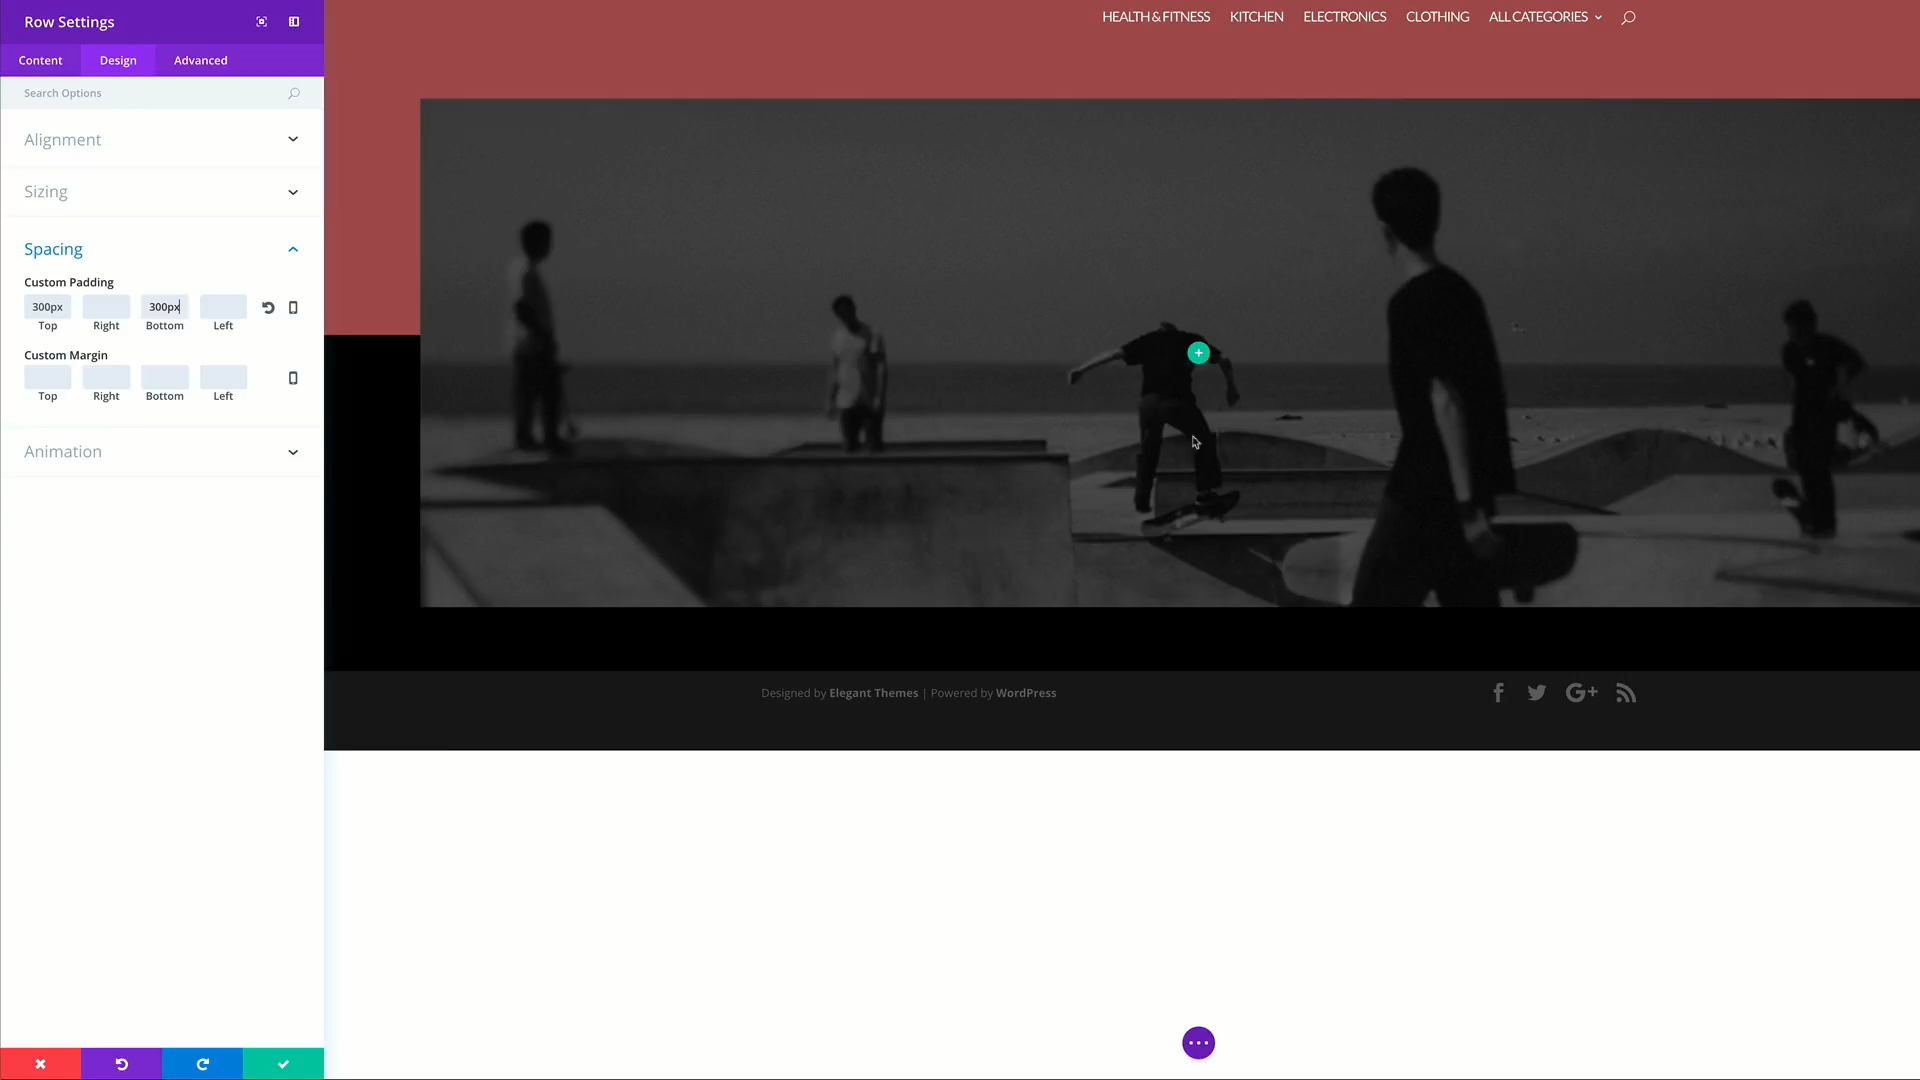 Row Settings
Content Design Advanced
Search Options
Alignment
Sizing
Spacing
Custom Padding
300px 300px
Top Right Bottom Left
Custom Margin
Top Right Bottom Left
Animation
HEALTH & FITNESS KITCHEN ELECTRONICS CLOTHING ALL CATEGORIES
Designed by Elegant Themes | Powered by WordPress